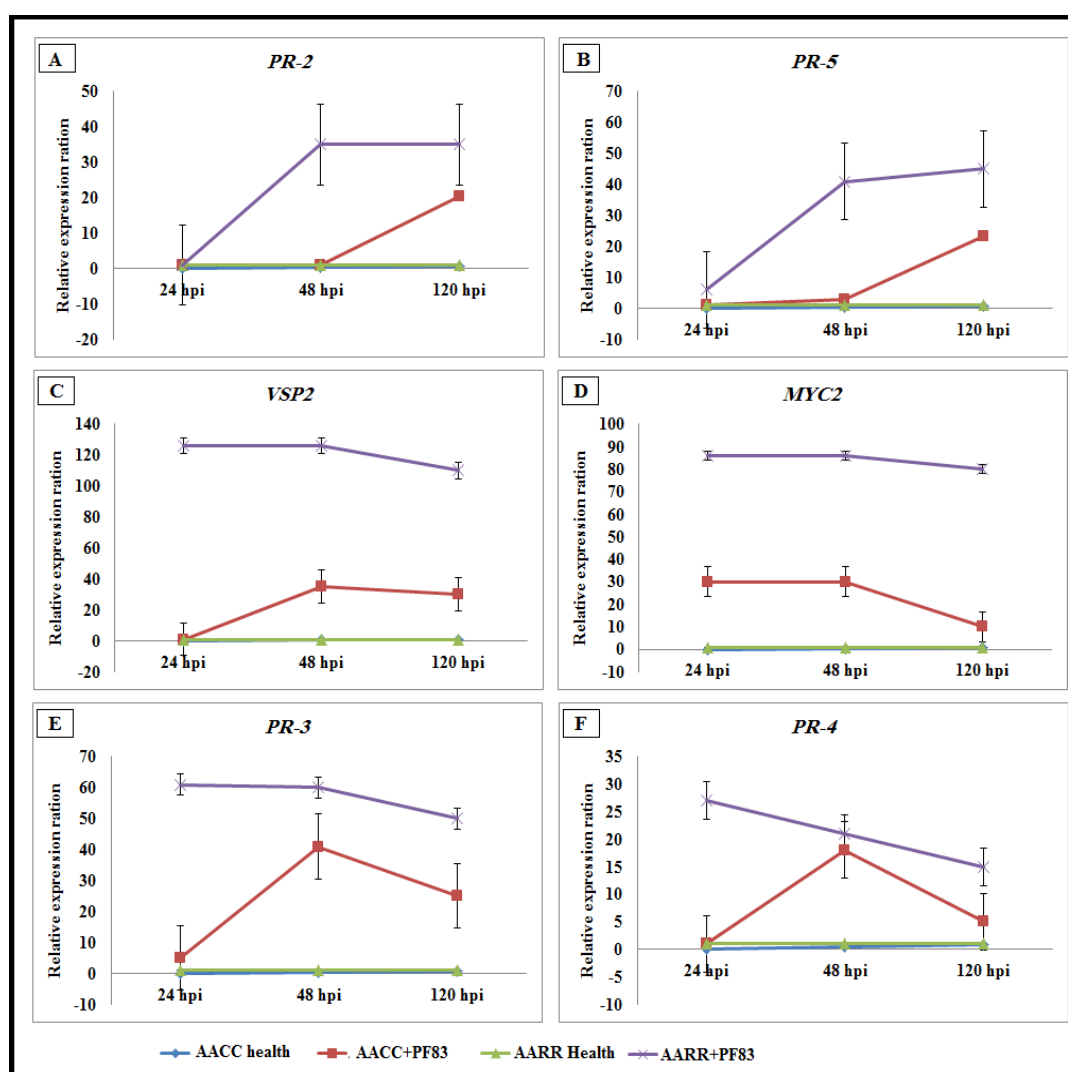 A
PR-2
Relative expression ration
50
40
30
20
10
0
-10
-20
24 hpi 48 hpi 120 hpi
B
PR-5
Relative expression ration
70
60
50
40
30
20
10
0
-10
24 hpi 48 hpi 120 hpi
C
VSP2
Relative expression ration
140
120
100
80
60
40
20
0
-20
24 hpi 48 hpi 120 hpi
D
MYC2
Relative expression ration
100
90
80
70
60
50
40
30
20
10
0
-10
24 hpi 48 hpi 120 hpi
E
PR-3
Relative expression ration
70
60
50
40
30
20
10
0
-10
24 hpi 48 hpi 120 hpi
F
PR-4
Relative expression ration
35
30
25
20
15
10
5
0
-5
-10
24 hpi 48 hpi 120 hpi
AACC health AACC+PF83 AARR Health AARR+PF83